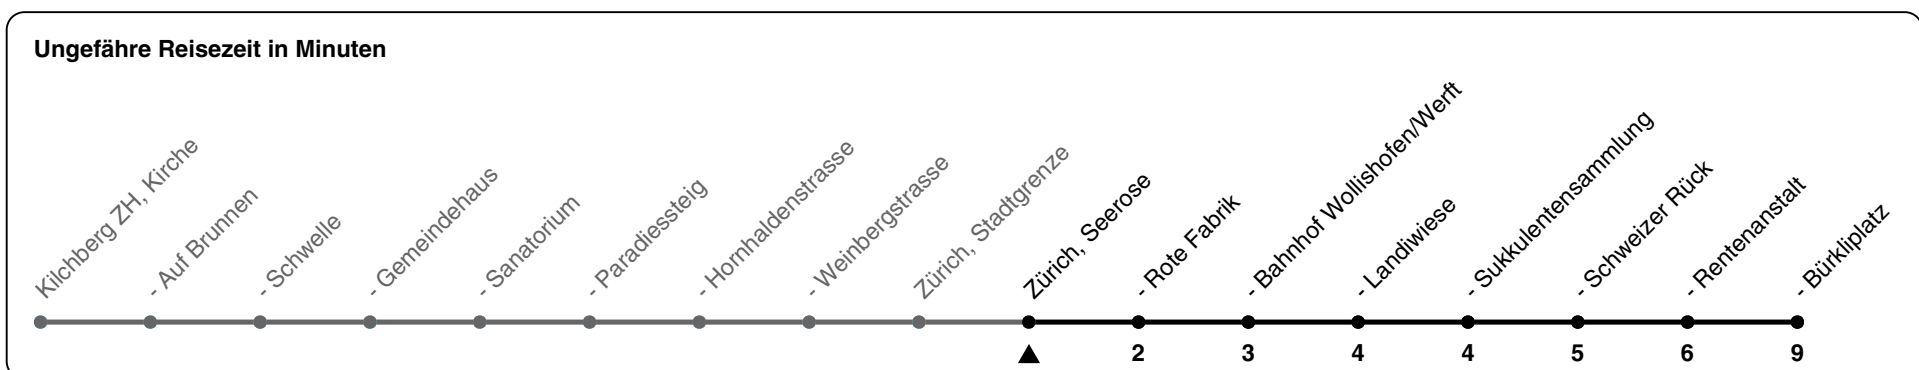 Ungefähre Reisezeit in Minuten
Kilchberg ZH, Kirche
- Auf Brunnen
- Schwelle
- Gemeindehaus
- Sanatorium
- Paradiessteig
- Hornhaldenstrasse
- Weinbergstrasse
Zürich, Stadtgrenze
Zürich, Seerose
- Rote Fabrik
- Bahnhof Wollishofen/Werft
- Landiwiese
- Sukkulentensammlung
- Schweizer Rück
- Rentenanstalt
- Bürkliplatz
2 3 4 4 5 6 9